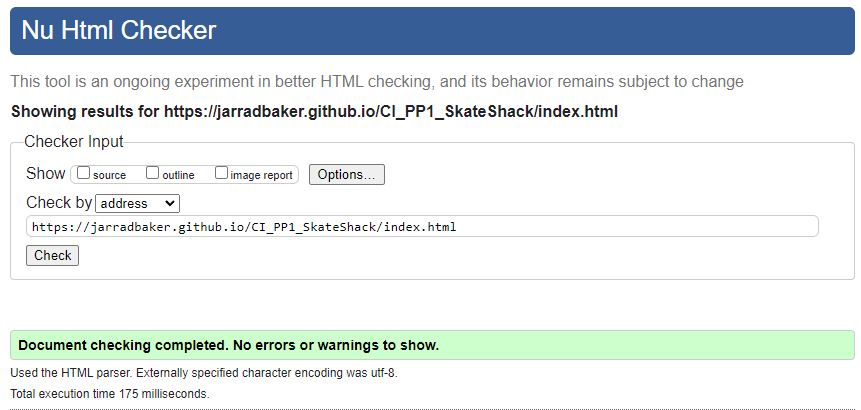 Nu Html Checker
This tool is an ongoing experiment in better HTML checking, and its behavior remains subject to change
Showing results for https://jarradbaker.github.io/CI_PP1_SkateShack/index.html
Checker Input
Show source outline image report Options...
Check by address
https://jarradbaker.github.io/CI_PP1_SkateShack/index.html
Check
Document checking completed. No errors or warnings to show.
Used the HTML parser. Externally specified character encoding was utf-8.
Total execution time 175 milliseconds.